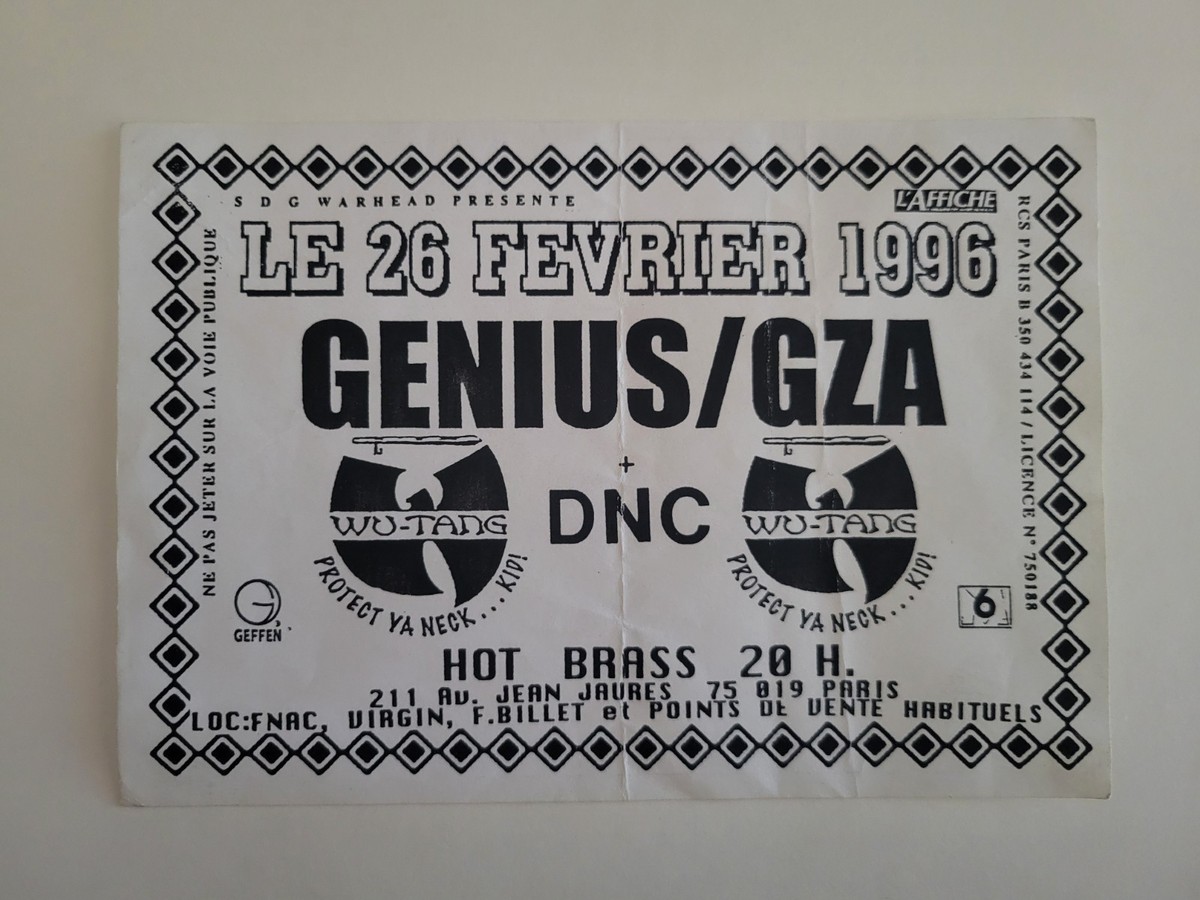 S D G WARHEAD PRESENTE
L'AFFICHE
LE 26 FEVRIER 1996
GENIUS/GZA
+
DNC
WU-TANG
PROTECT YA NECK... KID!
WU-TANG
PROTECT YA NECK... KID!
NE PAS JETER SUR LA VOIE PUBLIQUE
RCS PARIS B 350 434 114 / LICENCE N° 750188
G
GEFFEN
M6
HOT BRASS 20 H.
211 AV. JEAN JAURES 75 019 PARIS
LOC:FNAC, VIRGIN, F.BILLET et POINTS DE VENTE HABITUELS